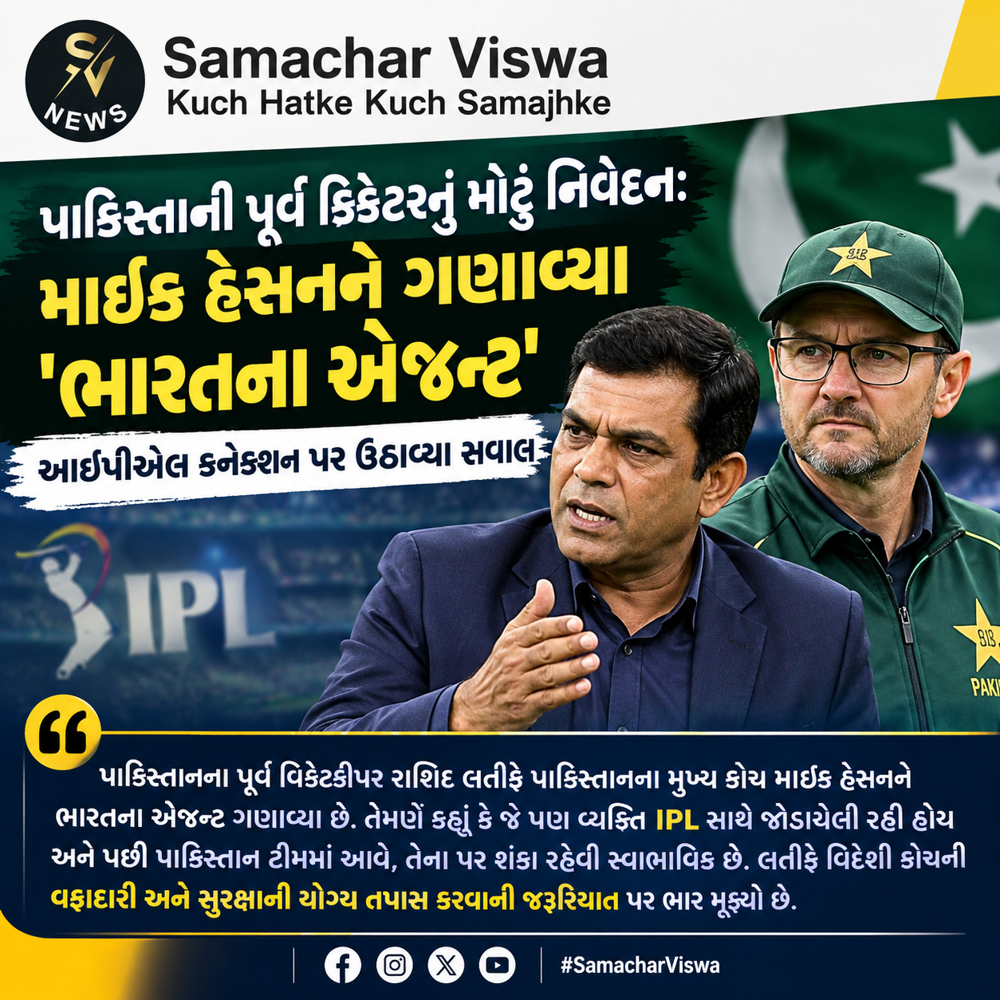 SV
NEWS
Samachar Viswa
Kuch Hatke Kuch Samajhke
પાકિસ્તાની પૂર્વ ક્રિકેટરનું મોટું નિવેદન:
માઈક હેસનને ગણાવ્યા
'ભારતના એજન્ટ'
આઈપીએલ કનેક્શન પર ઉઠાવ્યા સવાલ
IPL
PAKI
પાકિસ્તાનના પૂર્વ વિકેટકીપર રાશિદ લતીફે પાકિસ્તાનના મુખ્ય કોચ માઇક હેસનને
ભારતના એજન્ટ ગણાવ્યા છે. તેમણે કહ્યું કે જે પણ વ્યક્તિ IPL સાથે જોડાયેલી રહી હોય
અને પછી પાકિસ્તાન ટીમમાં આવે, તેના પર શંકા રહેવી સ્વાભાવિક છે. લતીફે વિદેશી કોચની
વફાદારી અને સુરક્ષાની યોગ્ય તપાસ કરવાની જરૂરિયાત પર ભાર મૂક્યો છે.
#SamacharViswa